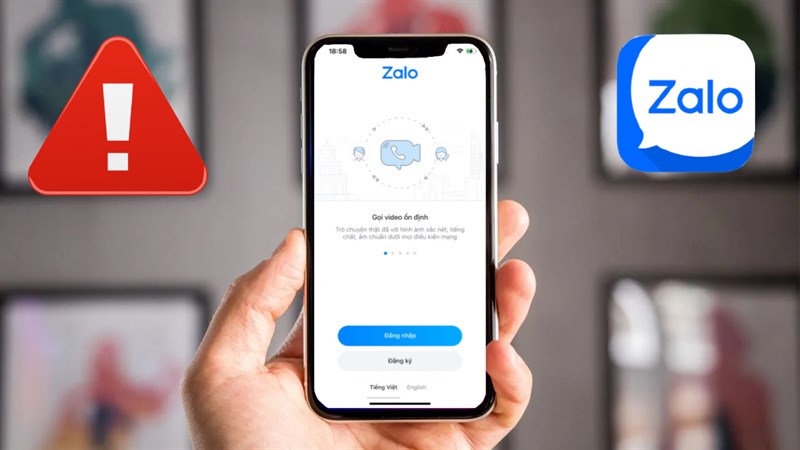 18:58
Zalo
Gọi video ổn định
Trò chuyện thật đã với hình ảnh sắc nét, tiếng
chất, âm chuẩn dưới mọi điều kiện mạng
Đăng nhập
Đăng ký
Tiếng Việt English
!
Zalo